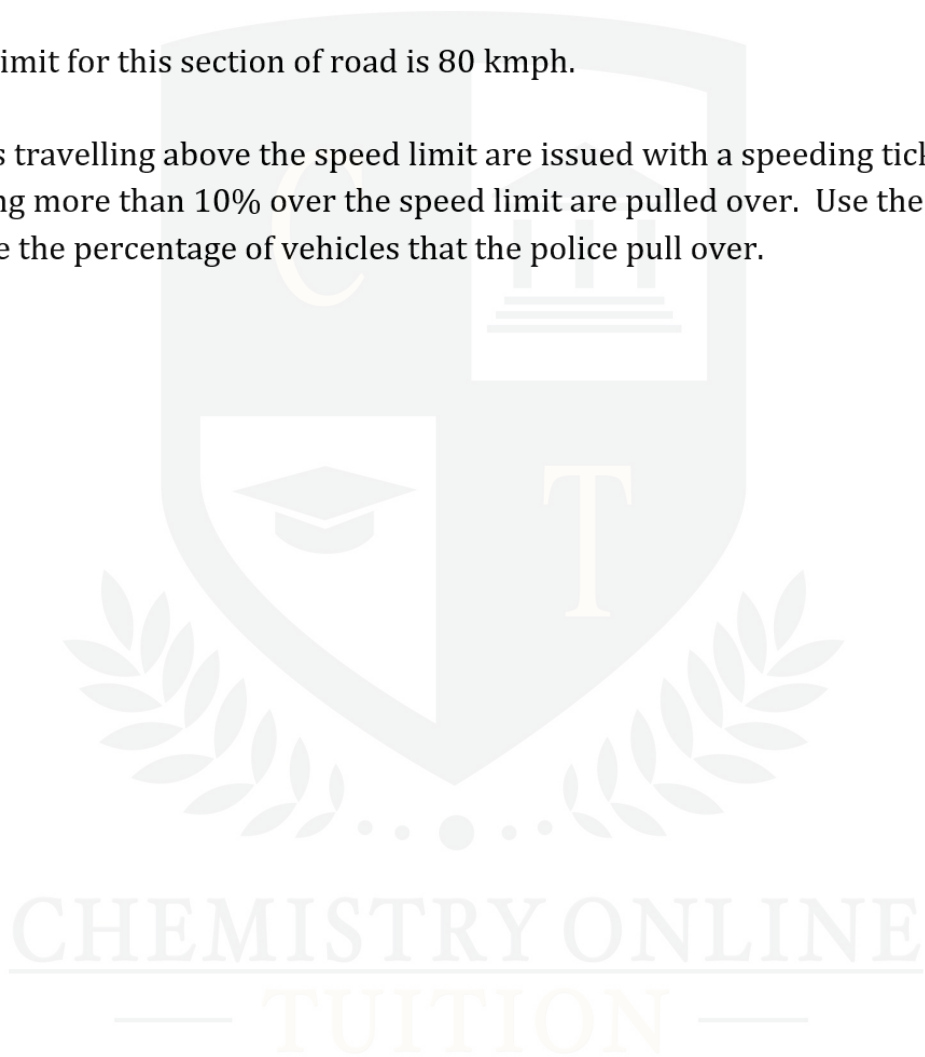 imit for this section of road is 80 kmph.
s travelling above the speed limit are issued with a speeding tick
ng more than 10% over the speed limit are pulled over.  Use the
e the percentage of vehicles that the police pull over.
C
T
CHEMISTRY ONLINE
TUITION